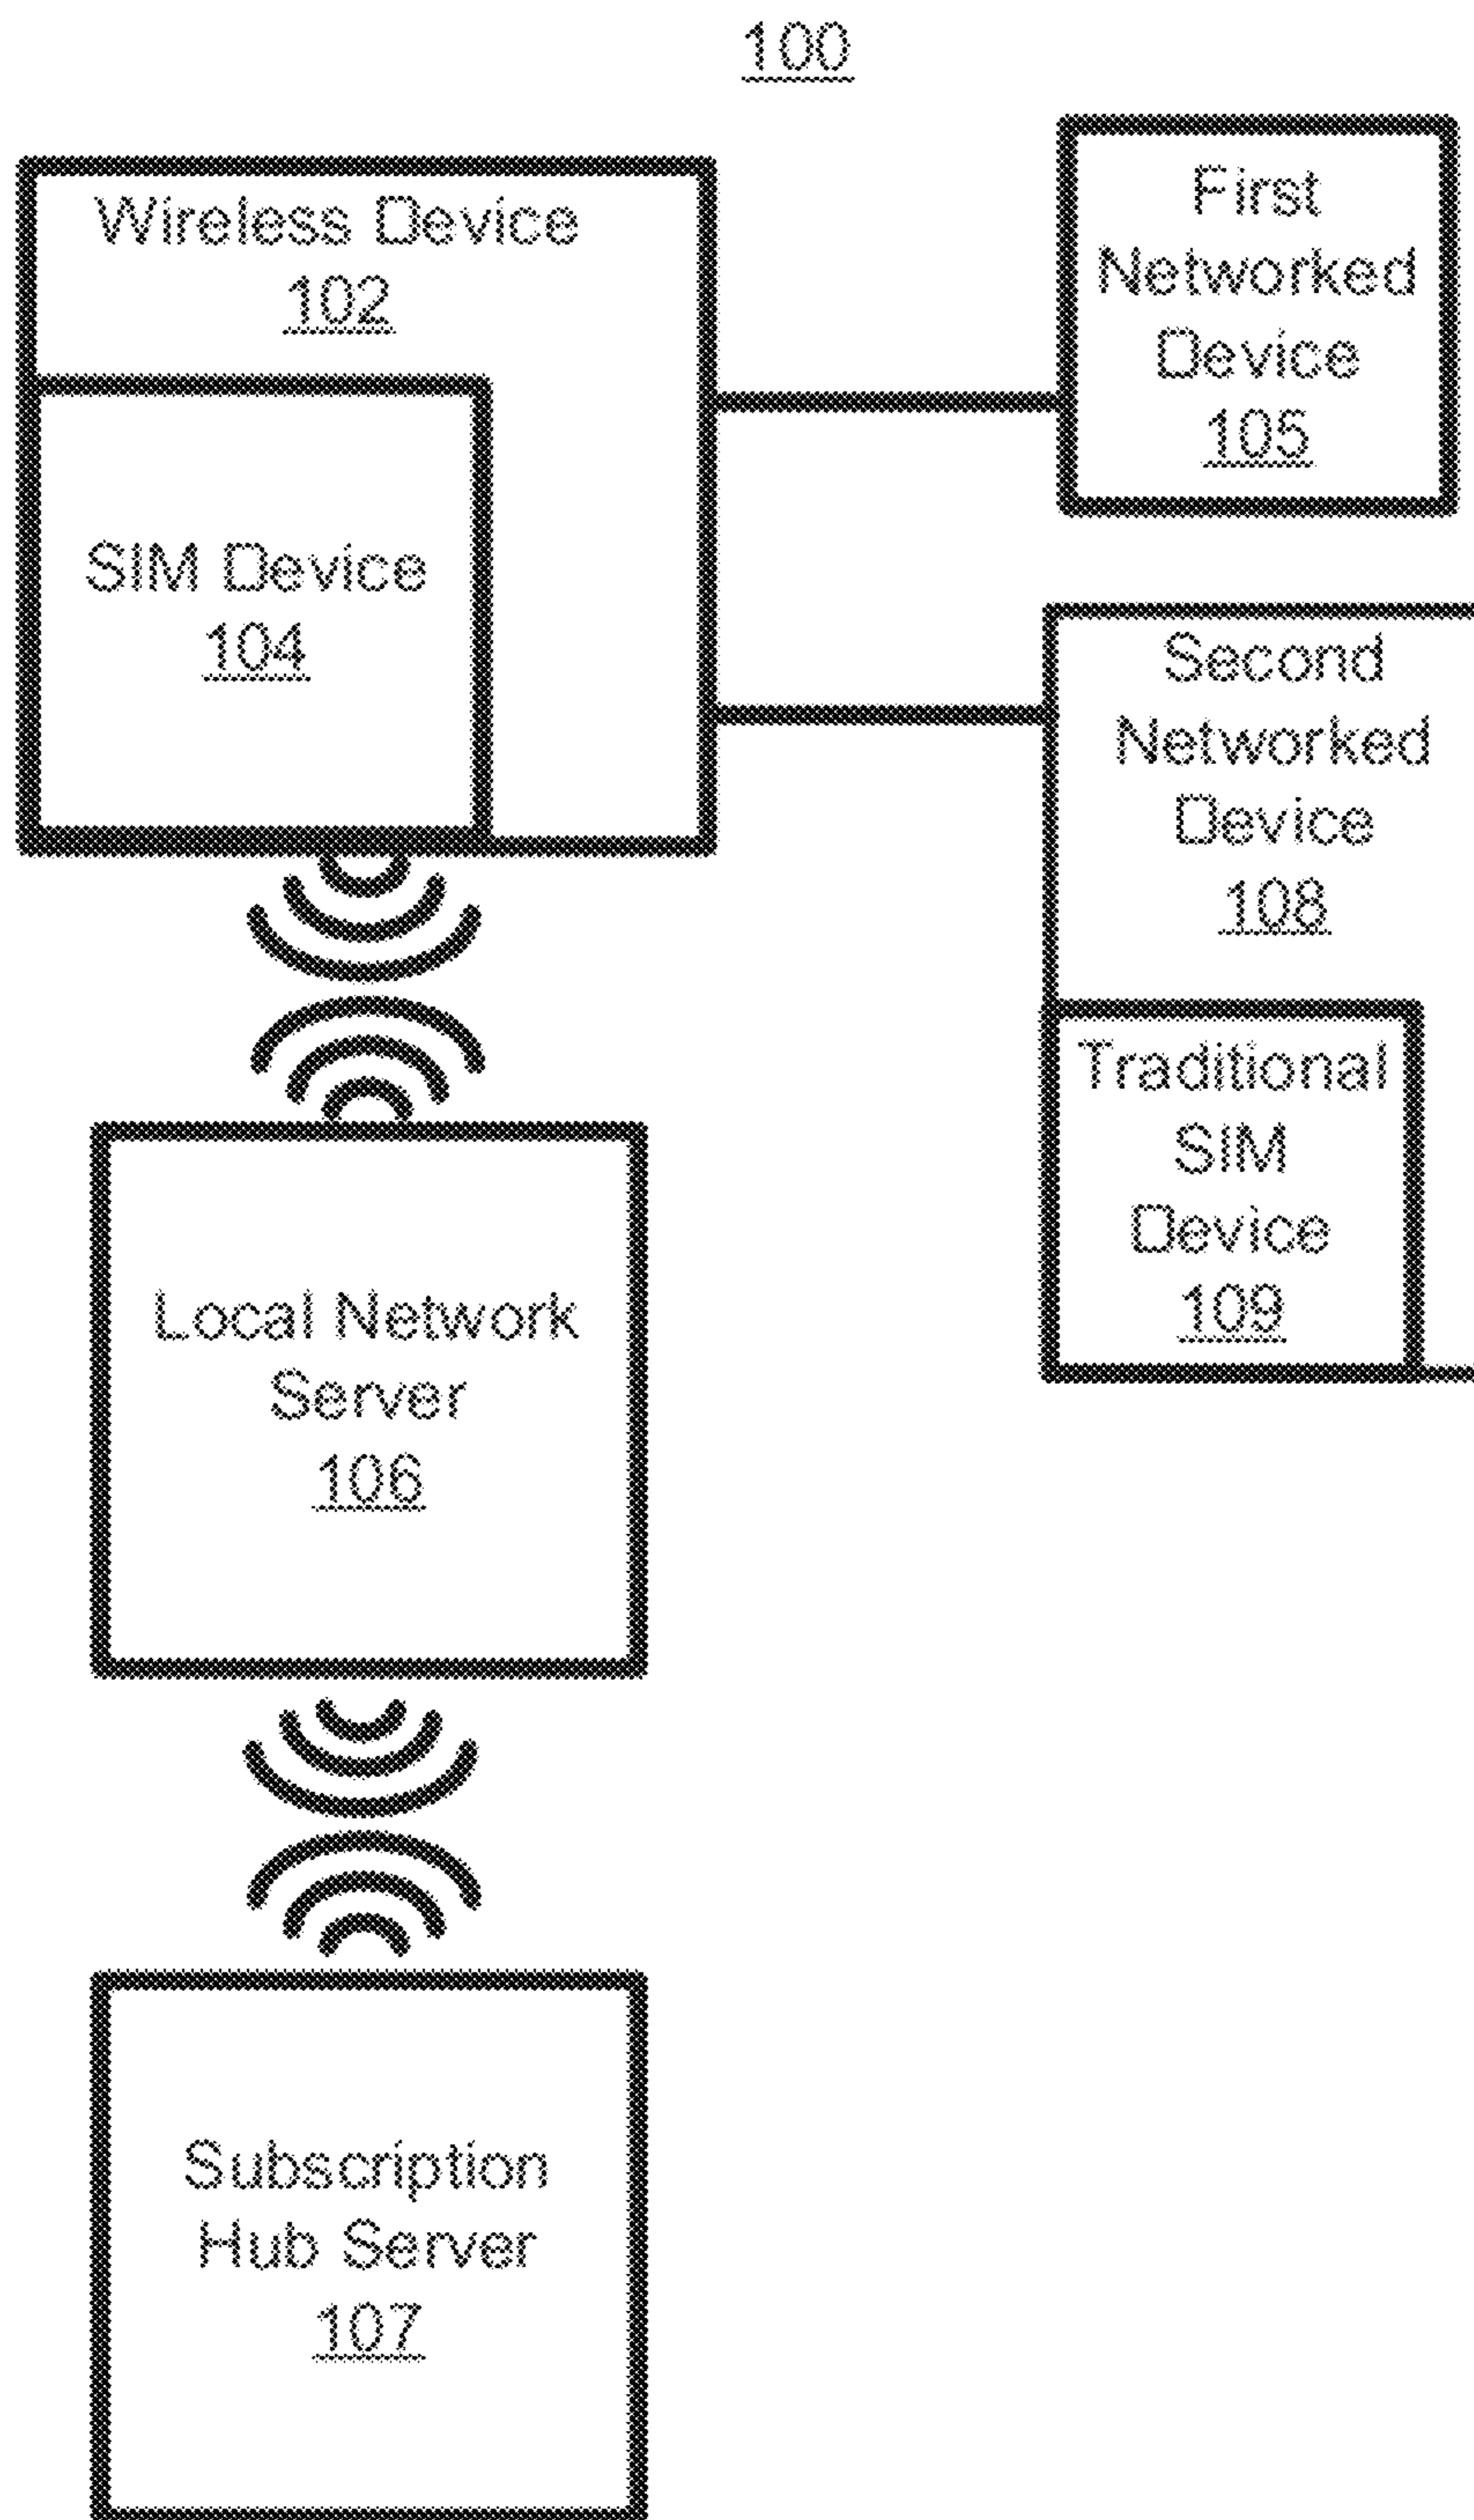 100
Wireless Device
102
SIM Device
104
First
Networked
Device
105
Second
Networked
Device
108
Traditional
SIM
Device
109
Local Network
Server
106
Subscription
Hub Server
107